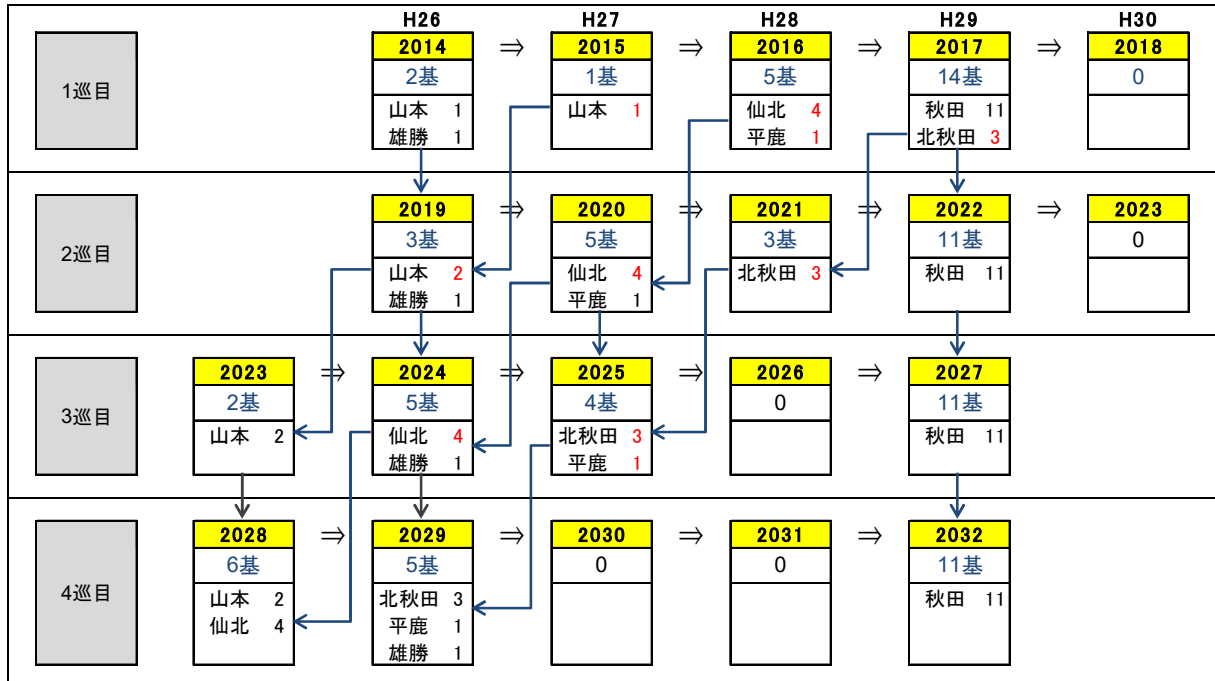 H26 H27 H28 H29 H30
2014 ⇒ 2015 ⇒ 2016 ⇒ 2017 ⇒ 2018
1巡目
2基 1基 5基 14基 0
山本 1 山本 1 仙北 4 秋田 11
雄勝 1 平鹿 1 北秋田 3
2019 ⇒ 2020 ⇒ 2021 ⇒ 2022 ⇒ 2023
2巡目
3基 5基 3基 11基 0
山本 2 仙北 4 北秋田 3 秋田 11
雄勝 1 平鹿 1
2023 ⇒ 2024 ⇒ 2025 ⇒ 2026 ⇒ 2027
3巡目
2基 5基 4基 0 11基
山本 2 仙北 4 北秋田 3 秋田 11
雄勝 1 平鹿 1
2028 ⇒ 2029 ⇒ 2030 ⇒ 2031 ⇒ 2032
4巡目
6基 5基 0 0 11基
山本 2 北秋田 3 秋田 11
仙北 4 平鹿 1
雄勝 1